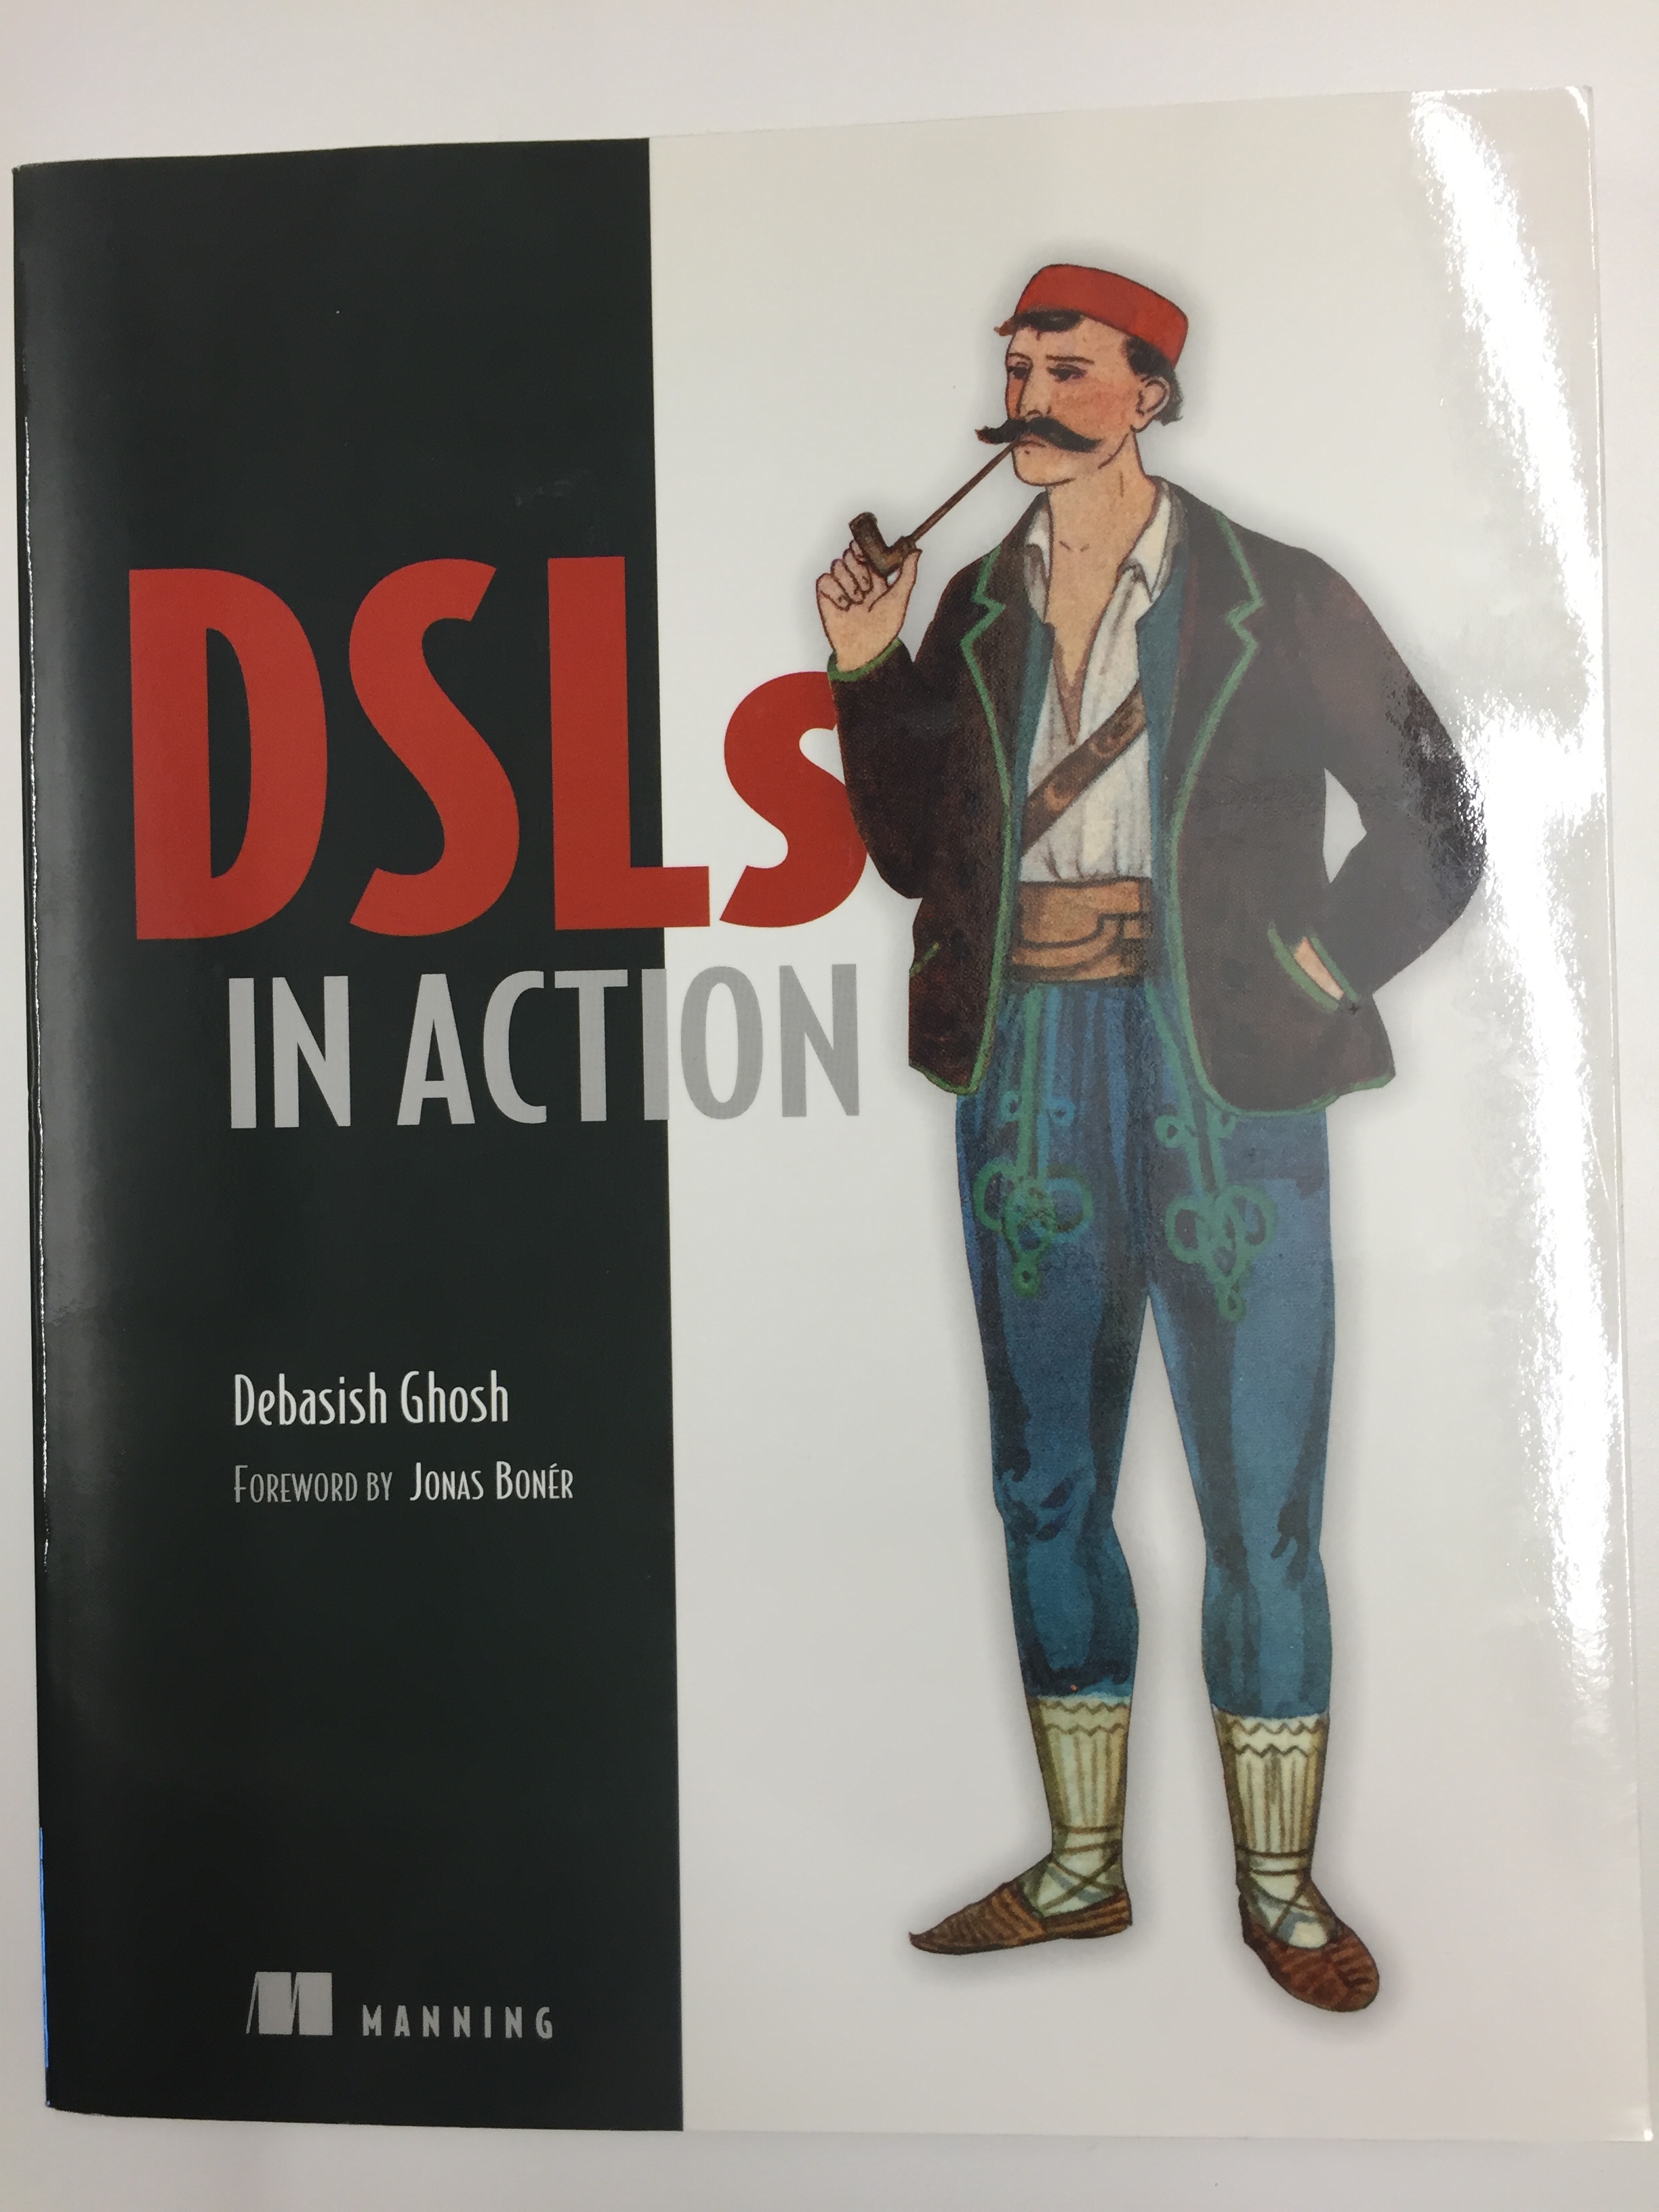 DSLs
IN ACTION
Debasish Ghosh
FOREWORD BY JONAS BONÉR
MANNING